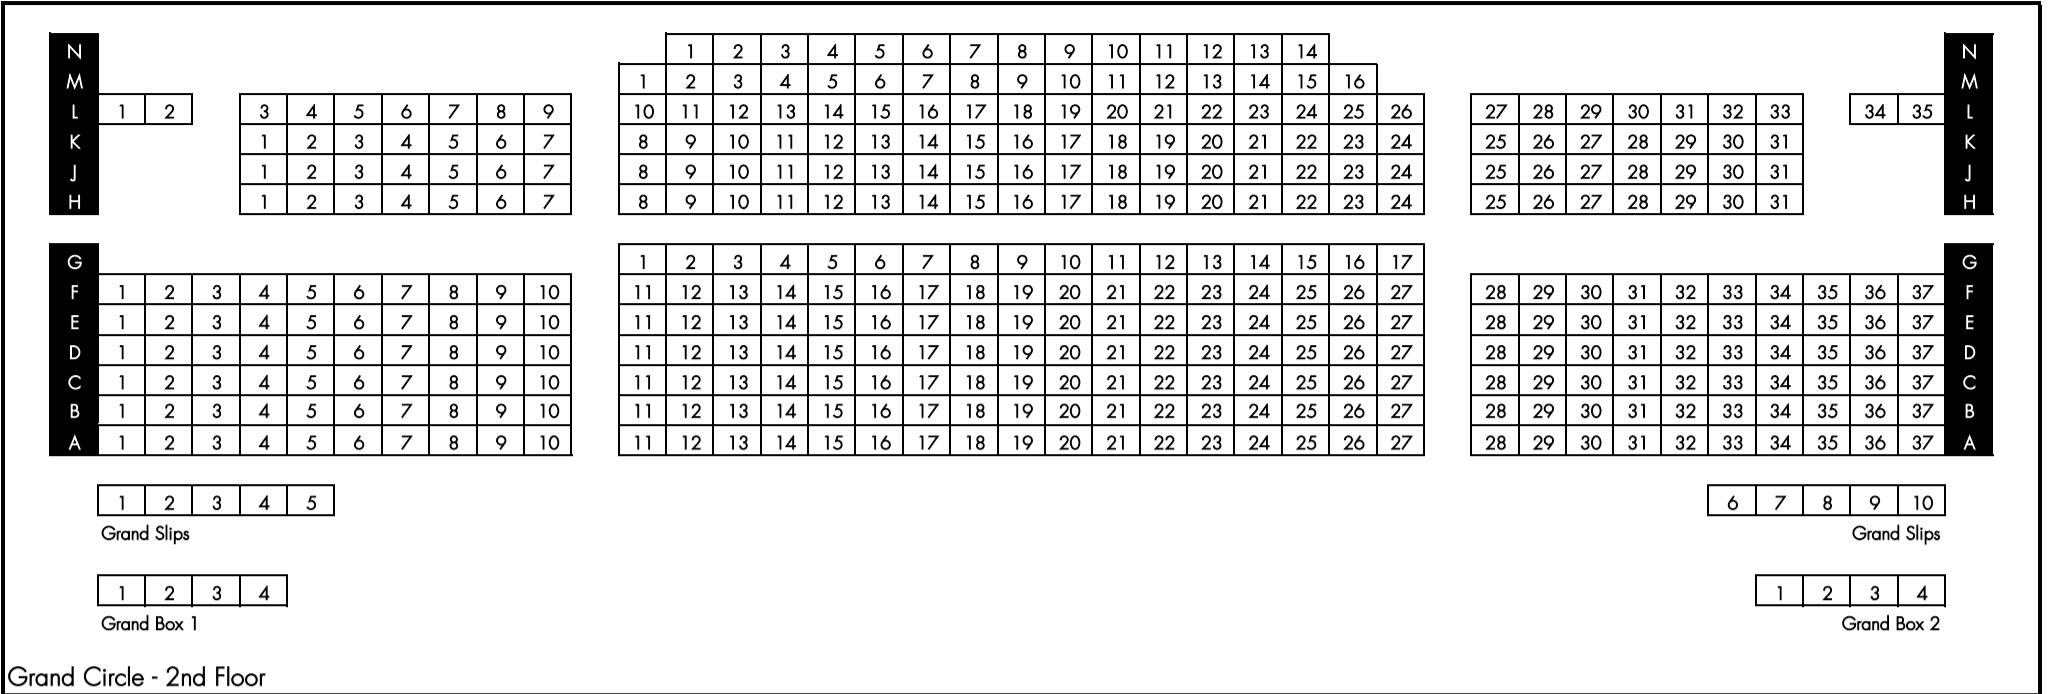 N 1 2 3 4 5 6 7 8 9 10 11 12 13 14 N
M 1 2 3 4 5 6 7 8 9 10 11 12 13 14 15 16 M
L 1 2 3 4 5 6 7 8 9 10 11 12 13 14 15 16 17 18 19 20 21 22 23 24 25 26 27 28 29 30 31 32 33 34 35 L
K 1 2 3 4 5 6 7 8 9 10 11 12 13 14 15 16 17 18 19 20 21 22 23 24 25 26 27 28 29 30 31 K
J 1 2 3 4 5 6 7 8 9 10 11 12 13 14 15 16 17 18 19 20 21 22 23 24 25 26 27 28 29 30 31 J
H 1 2 3 4 5 6 7 8 9 10 11 12 13 14 15 16 17 18 19 20 21 22 23 24 25 26 27 28 29 30 31 H
G 1 2 3 4 5 6 7 8 9 10 11 12 13 14 15 16 17 G
F 1 2 3 4 5 6 7 8 9 10 11 12 13 14 15 16 17 18 19 20 21 22 23 24 25 26 27 28 29 30 31 32 33 34 35 36 37 F
E 1 2 3 4 5 6 7 8 9 10 11 12 13 14 15 16 17 18 19 20 21 22 23 24 25 26 27 28 29 30 31 32 33 34 35 36 37 E
D 1 2 3 4 5 6 7 8 9 10 11 12 13 14 15 16 17 18 19 20 21 22 23 24 25 26 27 28 29 30 31 32 33 34 35 36 37 D
C 1 2 3 4 5 6 7 8 9 10 11 12 13 14 15 16 17 18 19 20 21 22 23 24 25 26 27 28 29 30 31 32 33 34 35 36 37 C
B 1 2 3 4 5 6 7 8 9 10 11 12 13 14 15 16 17 18 19 20 21 22 23 24 25 26 27 28 29 30 31 32 33 34 35 36 37 B
A 1 2 3 4 5 6 7 8 9 10 11 12 13 14 15 16 17 18 19 20 21 22 23 24 25 26 27 28 29 30 31 32 33 34 35 36 37 A
1 2 3 4 5 6 7 8 9 10
Grand Slips Grand Slips
1 2 3 4 1 2 3 4
Grand Box 1 Grand Box 2
Grand Circle - 2nd Floor